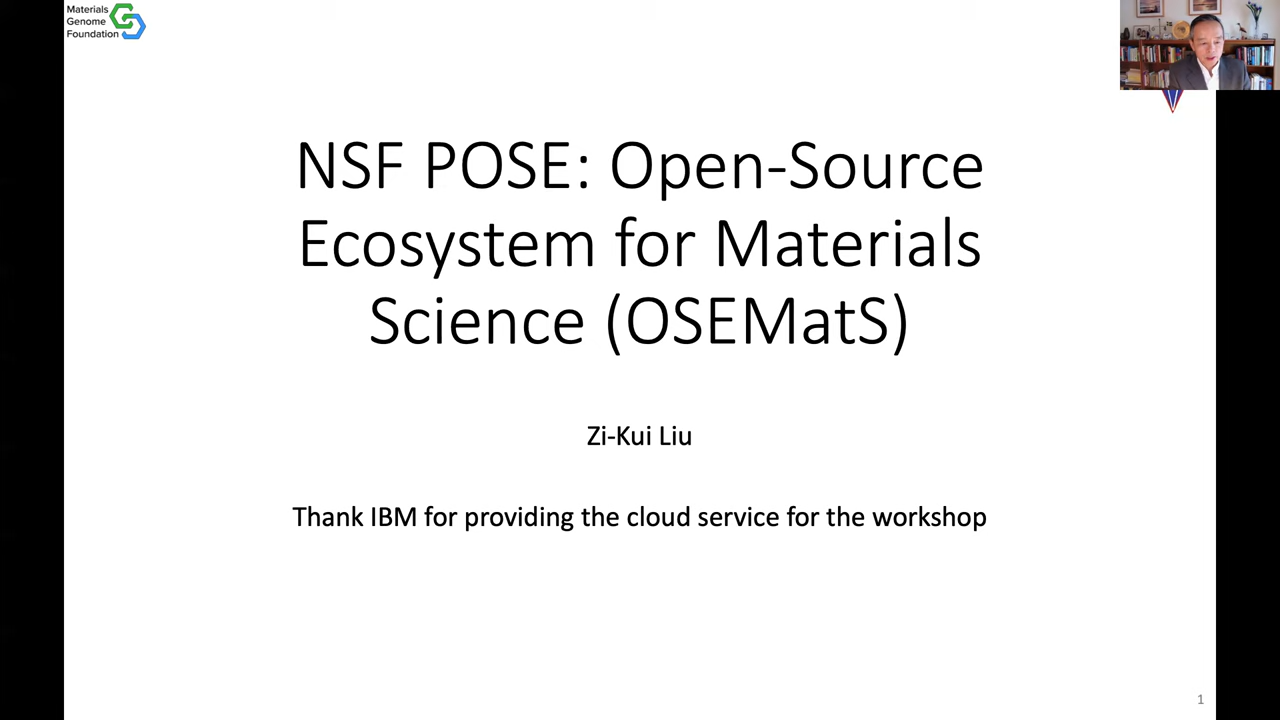 Materials
Genome
Foundation
NSF POSE: Open-Source
Ecosystem for Materials
Science (OSEMatS)
Zi-Kui Liu
Thank IBM for providing the cloud service for the workshop
1